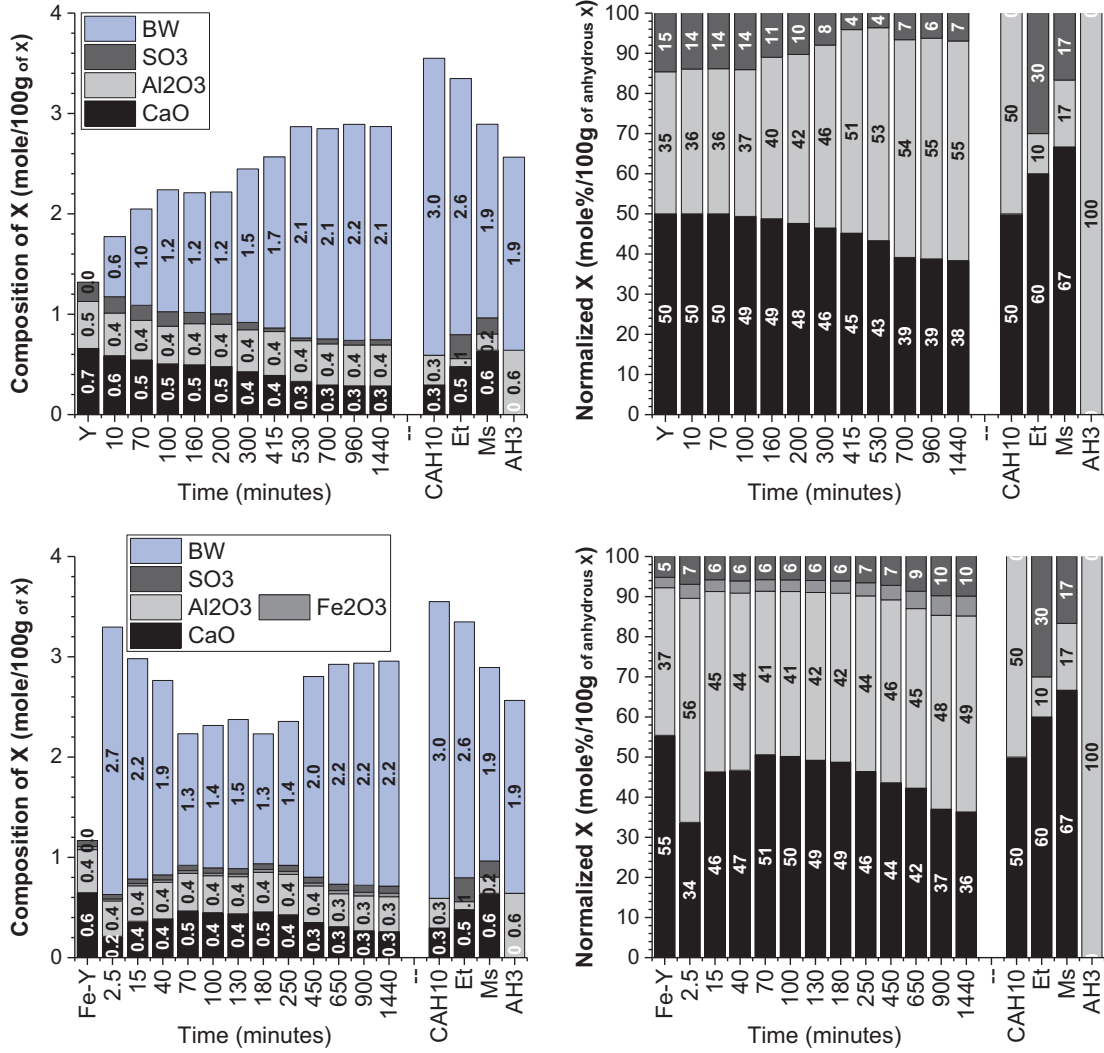 Composition of X (mole/100g of x)
4
3
2
1
0
BW
SO3
Al2O3
CaO
0.0 0.6 1.0 1.2 1.2 1.2 1.5 1.7 2.1 2.1 2.2 2.1 3.0 2.6 1.9 1.9
0.5 0.4 0.4 0.4 0.4 0.4 0.4 0.4 0.4 0.4 0.4 0.4 0.3 .1 0.2 0.6
0.7 0.6 0.5 0.5 0.5 0.5 0.4 0.4 0.3 0.3 0.3 0.3 0.3 0.5 0.6 0
Y 10 70 100 160 200 300 415 530 700 960 1440 -- CAH10 Et Ms AH3
Time (minutes)
Normalized X (mole%/100g of anhydrous x)
100
90
80
70
60
50
40
30
20
10
0
15 14 14 14 11 10 8 4 4 7 6 7 0 30 17 0
35 36 36 37 40 42 46 51 53 54 55 55 50 10 17 100
50 50 50 49 49 48 46 45 43 39 39 38 50 60 67 0
Y 10 70 100 160 200 300 415 530 700 960 1440 -- CAH10 Et Ms AH3
Time (minutes)
Composition of X (mole/100g of x)
4
3
2
1
0
BW
SO3
Al2O3 Fe2O3
CaO
0.0 2.7 2.2 1.9 1.3 1.4 1.5 1.3 1.4 2.0 2.2 2.2 2.2 3.0 2.6 1.9 1.9
0.4 0.4 0.4 0.4 0.4 0.4 0.4 0.4 0.4 0.4 0.3 0.3 0.3 0.3 .1 0.2 0.6
0.6 0.2 0.4 0.4 0.5 0.4 0.4 0.5 0.4 0.3 0.3 0.3 0.3 0.3 0.5 0.6 0
Fe-Y 2.5 15 40 70 100 130 180 250 450 650 900 1440 -- CAH10 Et Ms AH3
Time (minutes)
Normalized X (mole%/100g of anhydrous x)
100
90
80
70
60
50
40
30
20
10
0
5 7 6 6 6 6 6 6 7 7 9 10 10 0 30 17 0
37 56 45 44 41 41 42 42 44 46 45 48 49 50 10 17 100
55 34 46 47 51 50 49 49 46 44 42 37 36 50 60 67 0
Fe-Y 2.5 15 40 70 100 130 180 250 450 650 900 1440 -- CAH10 Et Ms AH3
Time (minutes)